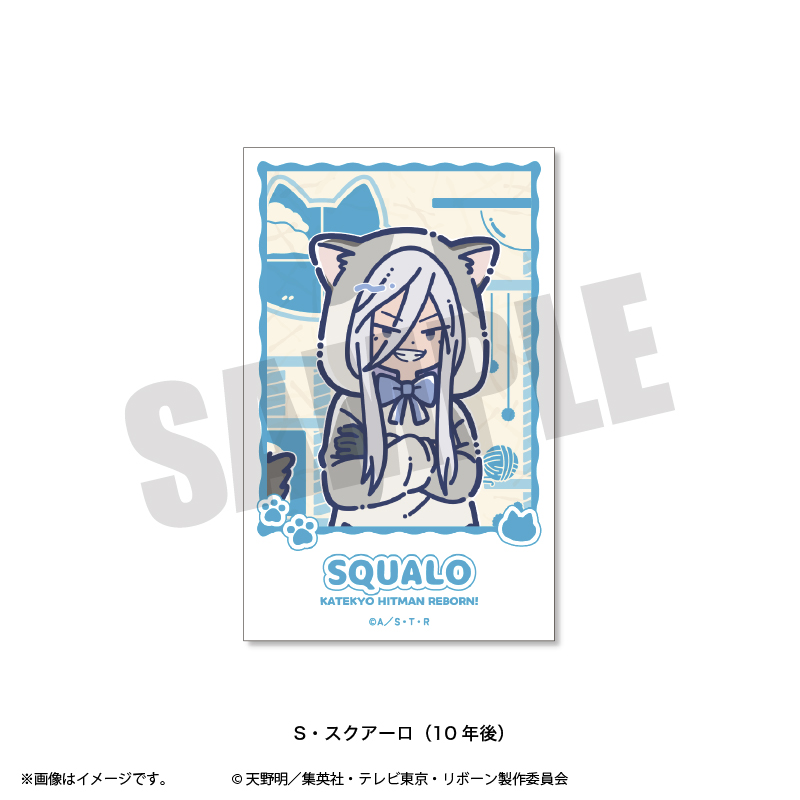 SAMPLE
SQUALO
KATEKYO HITMAN REBORN!
©A／S・T・R
S・スクアーロ（10年後）
※画像はイメージです。
©天野明／集英社・テレビ東京・リボーン製作委員会